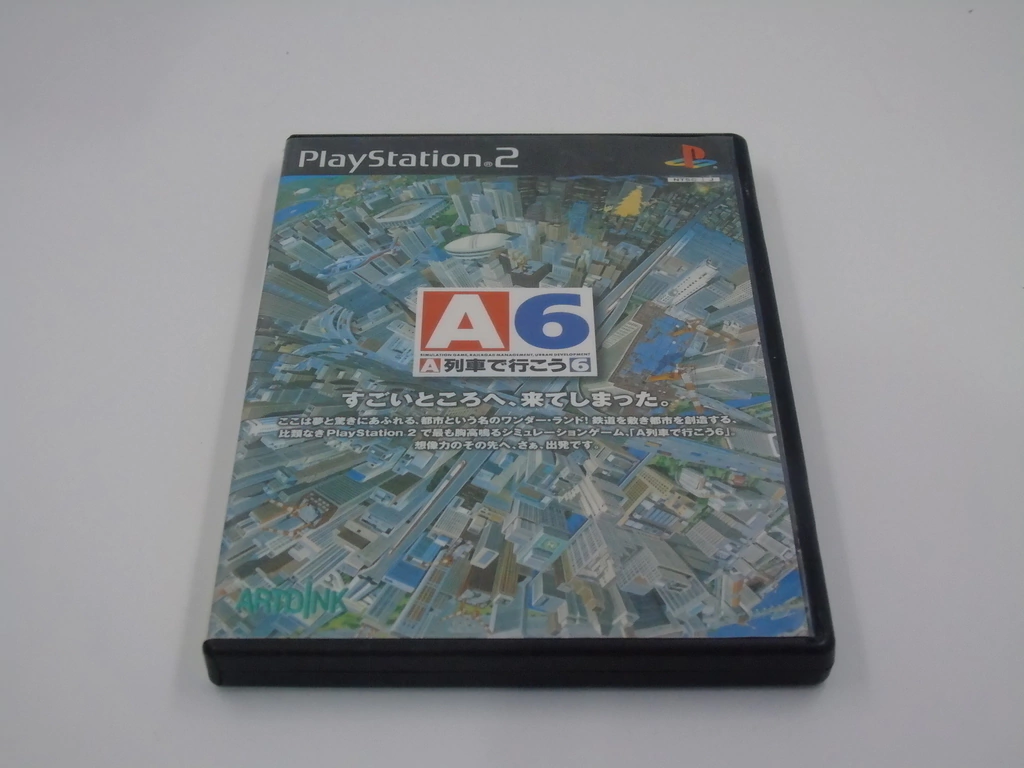 PlayStation®2
NTSC J
A6
SIMULATION GAME, RAILROAD MANAGEMENT, URBAN DEVELOPMENT
A列車で行こう6
すごいところへ、来てしまった。
ここは夢と驚きにあふれる、都市という名のワンダー・ランド!鉄道を敷き都市を創造する。
比類なきPlayStation 2で最も胸高鳴るシミュレーションゲーム、「A列車で行こう6」。
想像力のその先へ、さぁ、出発です。
ARTDINK